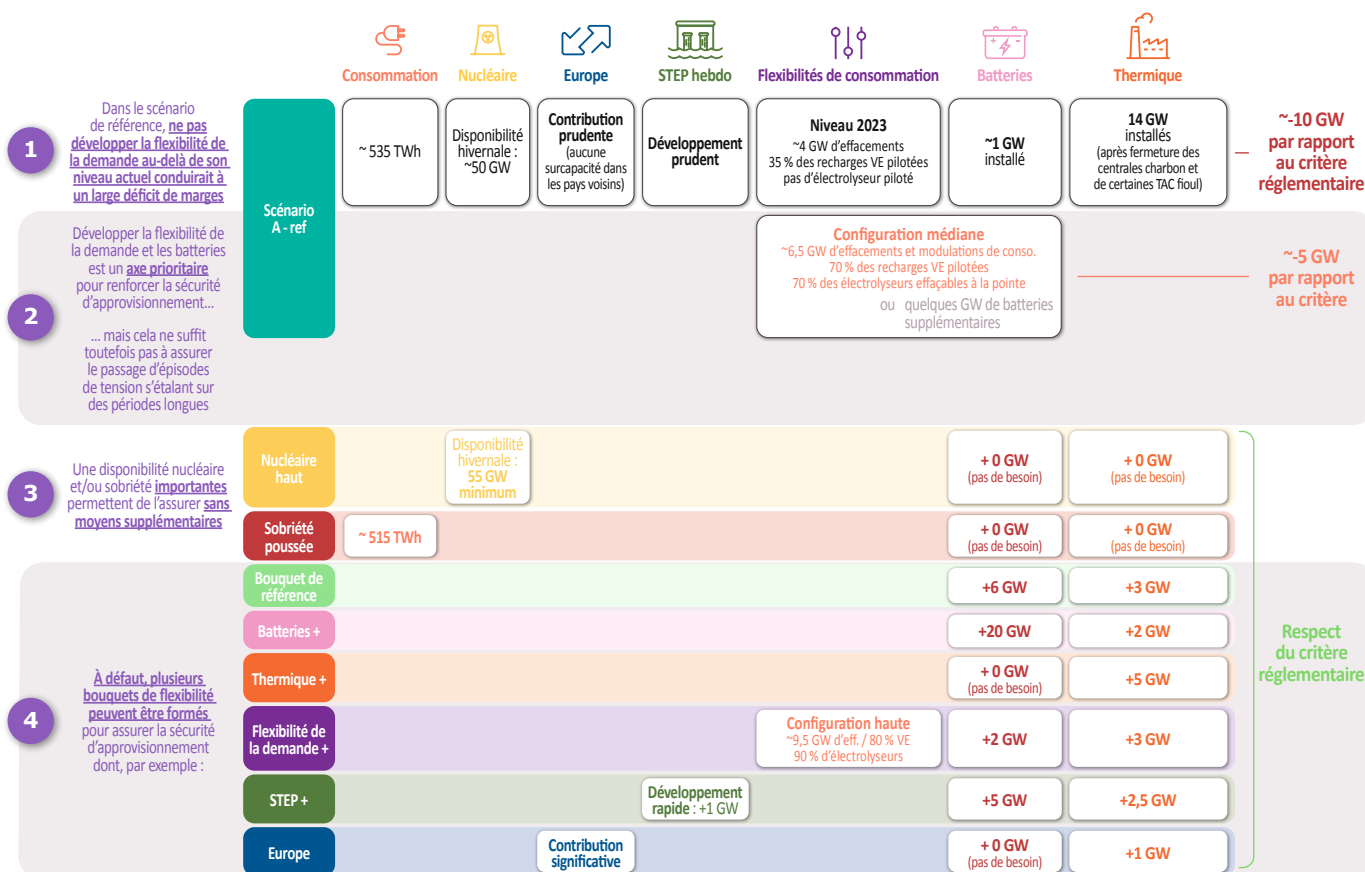 Consommation
Nucléaire
Europe
STEP hebdo
Flexibilités de consommation
Batteries
Thermique
1
Dans le scénario
de référence, ne pas
développer la flexibilité de
la demande au-delà de son
niveau actuel conduirait à
un large déficit de marges
Scénario
A - ref
~ 535 TWh
Disponibilité
hivernale :
~50 GW
Contribution
prudente
(aucune
surcapacité dans
les pays voisins)
Développement
prudent
Niveau 2023
~4 GW d'effacements
35 % des recharges VE pilotées
pas d'électrolyseur piloté
~1 GW
installé
14 GW
installés
(après fermeture des
centrales charbon et
de certaines TAC fioul)
~-10 GW
par rapport
au critère
réglementaire
2
Développer la flexibilité de
la demande et les batteries
est un axe prioritaire
pour renforcer la sécurité
d'approvisionnement...
... mais cela ne suffit
toutefois pas à assurer
le passage d'épisodes
de tension s'étalant sur
des périodes longues
Configuration médiane
~6,5 GW d'effacements et modulations de conso.
70 % des recharges VE pilotées
70 % des électrolyseurs effaçables à la pointe
ou quelques GW de batteries
supplémentaires
~-5 GW
par rapport
au critère
3
Une disponibilité nucléaire
et/ou sobriété importantes
permettent de l'assurer sans
moyens supplémentaires
Nucléaire
haut
Disponibilité
hivernale :
55 GW
minimum
+ 0 GW
(pas de besoin)
+ 0 GW
(pas de besoin)
Sobriété
poussée
~ 515 TWh
+ 0 GW
(pas de besoin)
+ 0 GW
(pas de besoin)
4
À défaut, plusieurs
bouquets de flexibilité
peuvent être formés
pour assurer la sécurité
d'approvisionnement
dont, par exemple :
Bouquet de
référence
+6 GW
+3 GW
Batteries +
+20 GW
+2 GW
Thermique +
+ 0 GW
(pas de besoin)
+5 GW
Flexibilité de
la demande +
Configuration haute
~9,5 GW d'eff. / 80 % VE
90 % d'électrolyseurs
+2 GW
+3 GW
STEP +
Développement
rapide : +1 GW
+5 GW
+2,5 GW
Europe
Contribution
significative
+ 0 GW
(pas de besoin)
+1 GW
Respect
du critère
réglementaire